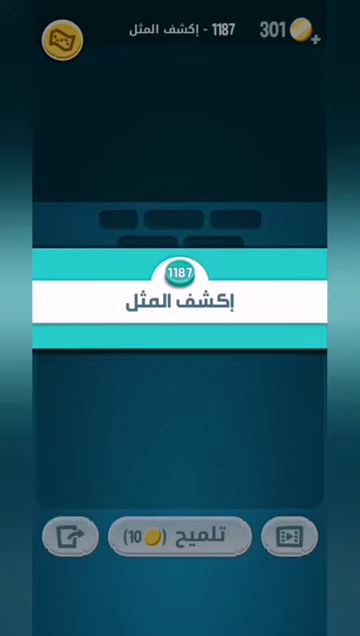 1187 - إكشف المثل
301
1187
إكشف المثل
تلميح (10)